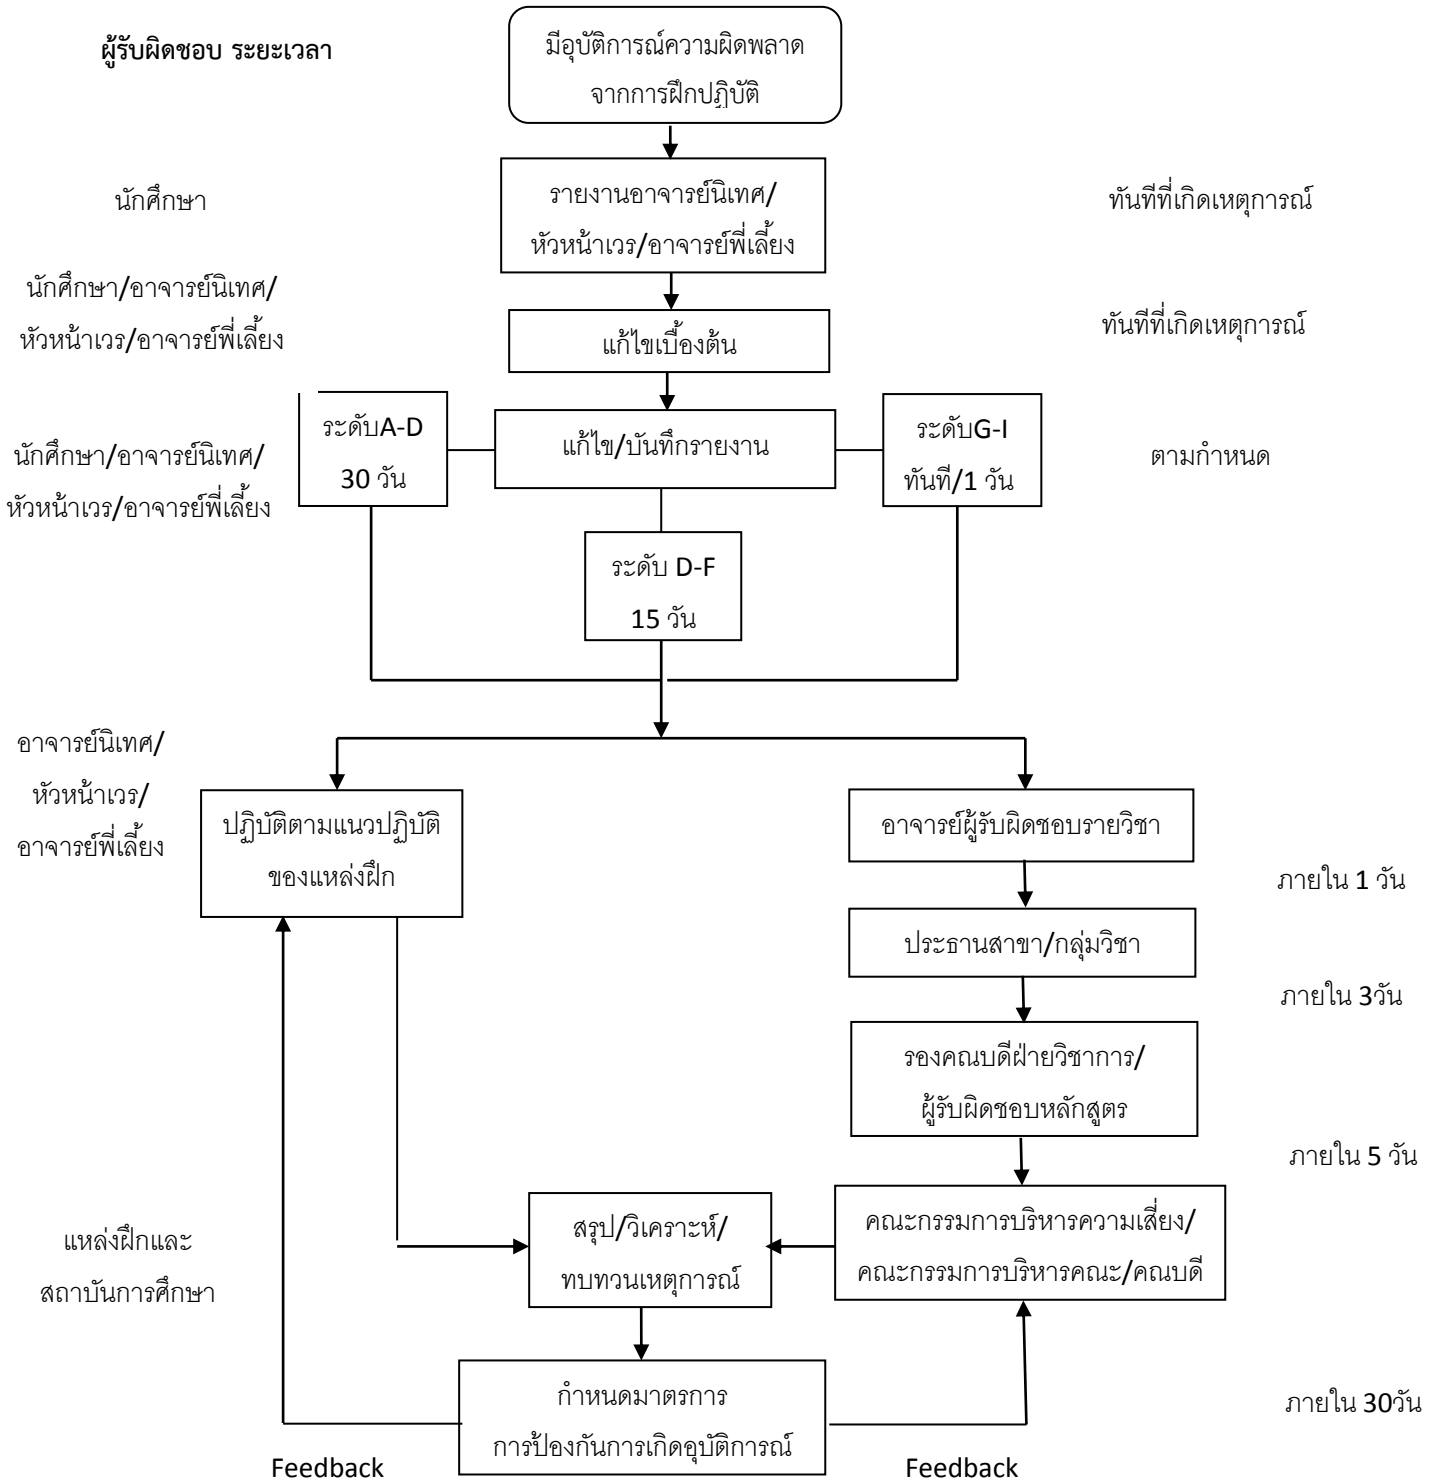 ผู้รับผิดชอบ ระยะเวลา
มีอุบัติการณ์ความผิดพลาด
จากการฝึกปฏิบัติ
นักศึกษา
รายงานอาจารย์นิเทศ/
หัวหน้าเวร/อาจารย์พี่เลี้ยง
ทันทีที่เกิดเหตุการณ์
นักศึกษา/อาจารย์นิเทศ/
หัวหน้าเวร/อาจารย์พี่เลี้ยง
แก้ไขเบื้องต้น
ทันทีที่เกิดเหตุการณ์
นักศึกษา/อาจารย์นิเทศ/
หัวหน้าเวร/อาจารย์พี่เลี้ยง
ระดับA-D
30 วัน
แก้ไข/บันทึกรายงาน
ระดับG-I
ทันที/1 วัน
ตามกำหนด
ระดับ D-F
15 วัน
อาจารย์นิเทศ/
หัวหน้าเวร/
อาจารย์พี่เลี้ยง
ปฏิบัติตามแนวปฏิบัติ
ของแหล่งฝึก
อาจารย์ผู้รับผิดชอบรายวิชา
ภายใน 1 วัน
ประธานสาขา/กลุ่มวิชา
ภายใน 3วัน
รองคณบดีฝ่ายวิชาการ/
ผู้รับผิดชอบหลักสูตร
ภายใน 5 วัน
แหล่งฝึกและ
สถาบันการศึกษา
สรุป/วิเคราะห์/
ทบทวนเหตุการณ์
คณะกรรมการบริหารความเสี่ยง/
คณะกรรมการบริหารคณะ/คณบดี
กำหนดมาตรการ
การป้องกันการเกิดอุบัติการณ์
ภายใน 30วัน
Feedback
Feedback